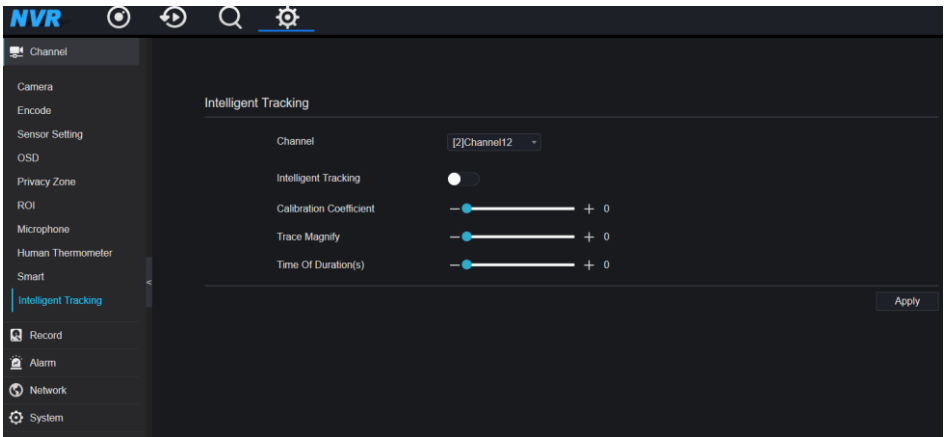 NVR
Channel
Camera
Encode
Sensor Setting
OSD
Privacy Zone
ROI
Microphone
Human Thermometer
Smart
Intelligent Tracking
Record
Alarm
Network
System
<
Intelligent Tracking
Channel [2]Channel12
Intelligent Tracking
Calibration Coefficient 0
Trace Magnify 0
Time Of Duration(s) 0
Apply